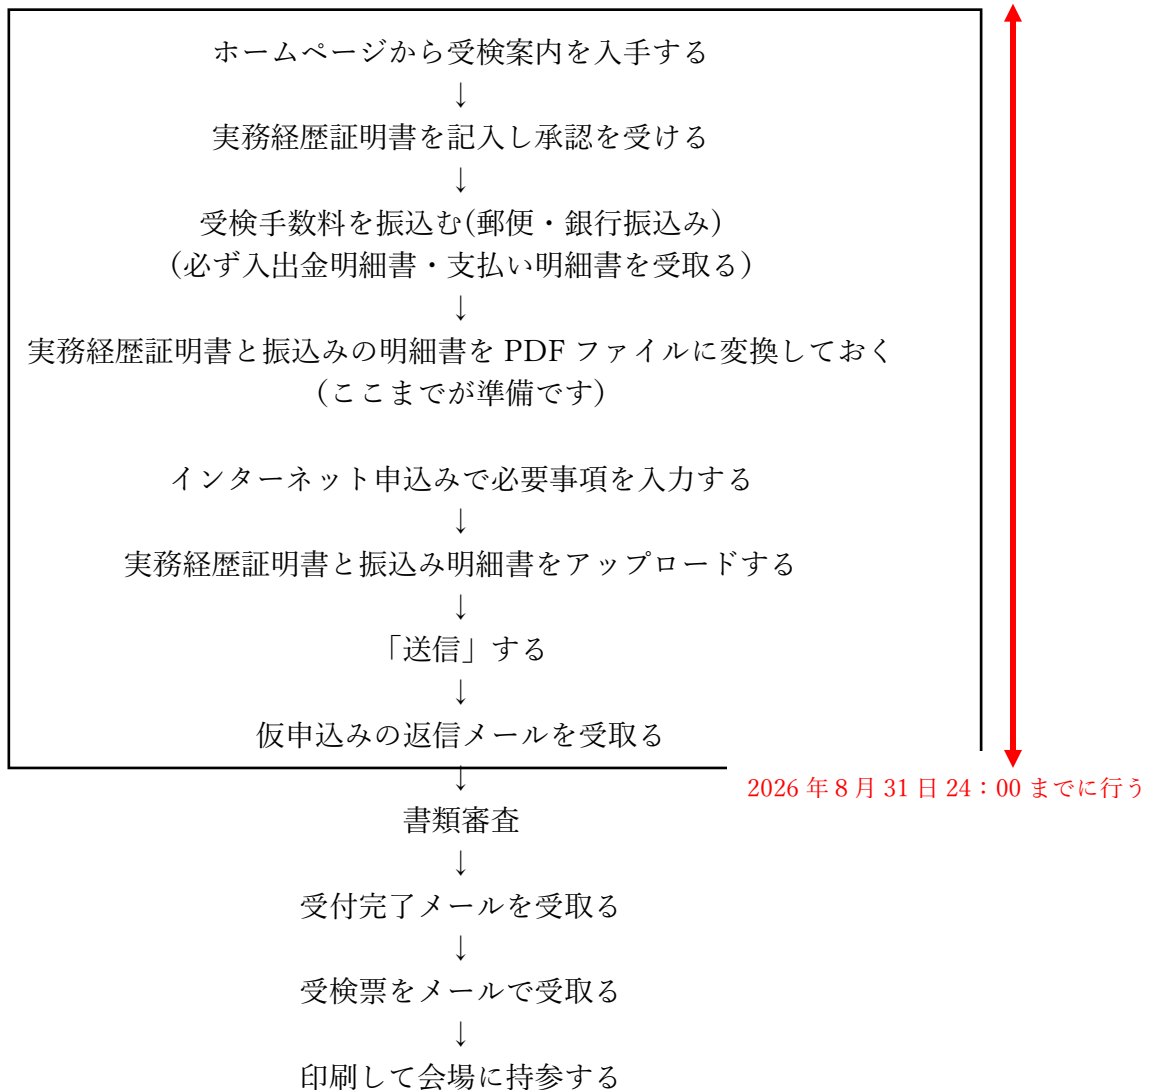 ホームページから受検案内を入手する
↓
実務経歴証明書を記入し承認を受ける
↓
受検手数料を振込む(郵便・銀行振込み)
(必ず入出金明細書・支払い明細書を受取る)
↓
実務経歴証明書と振込みの明細書を PDF ファイルに変換しておく
(ここまでが準備です)
インターネット申込みで必要事項を入力する
↓
実務経歴証明書と振込み明細書をアップロードする
↓
「送信」する
↓
仮申込みの返信メールを受取る
↓
2026 年 8 月 31 日 24：00 までに行う
書類審査
↓
受付完了メールを受取る
↓
受検票をメールで受取る
↓
印刷して会場に持参する